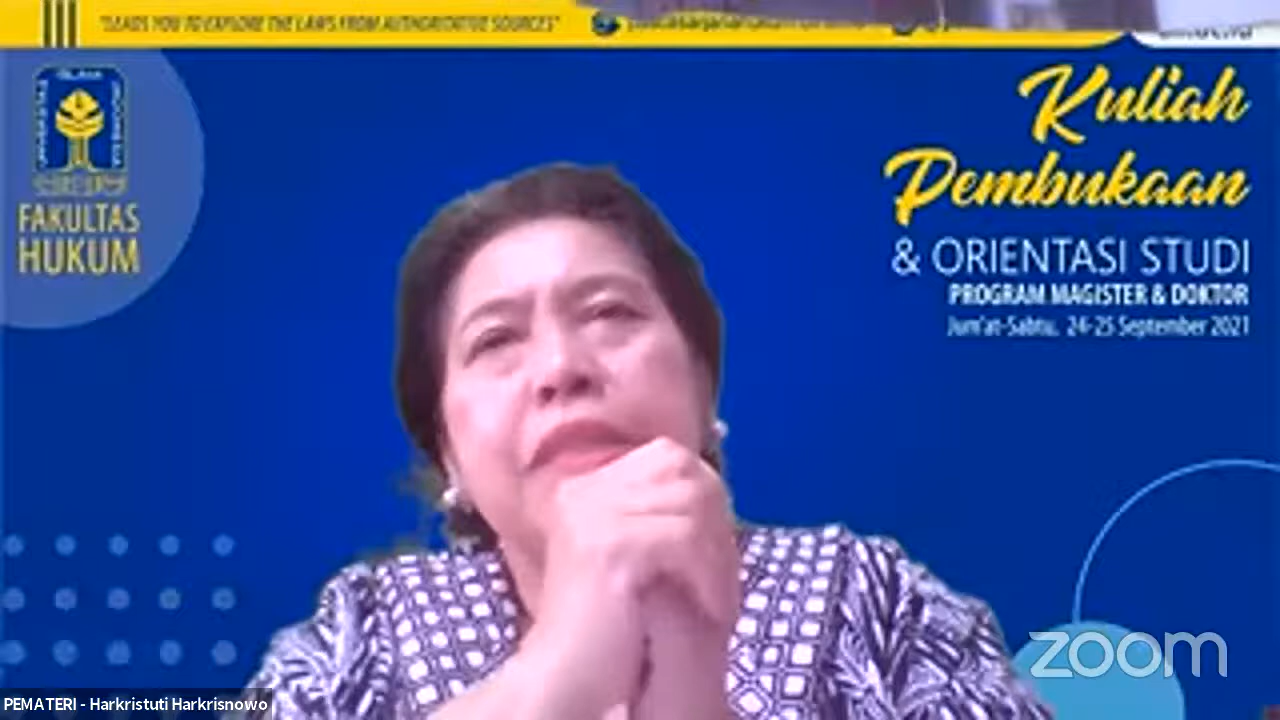 "LEADS YOU TO EXPLORE THE LAWS FROM AUTHORITATIVE SOURCES"
FAKULTAS
HUKUM
Kuliah
Pembukaan
& ORIENTASI STUDI
PROGRAM MAGISTER & DOKTOR
Jum'at-Sabtu, 24-25 September 2021
zoom
PEMATERI - Harkristuti Harkrisnowo